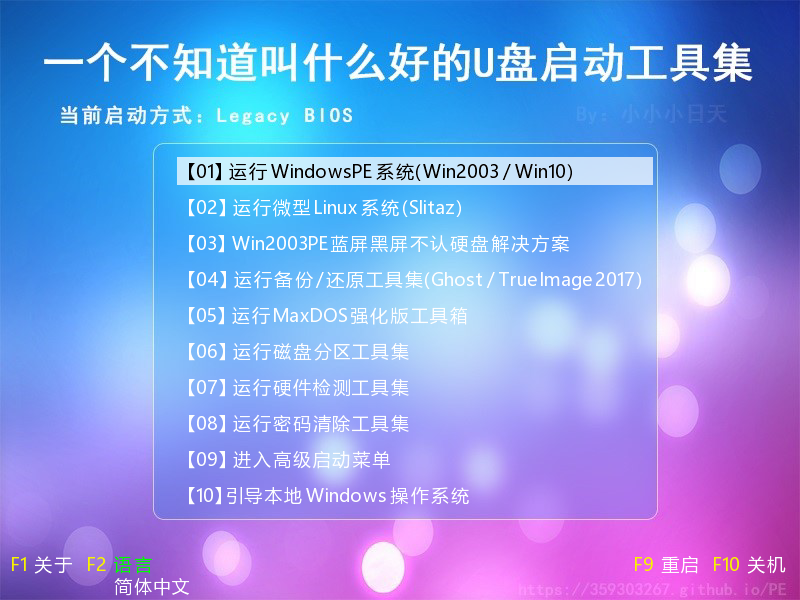 一个不知道叫什么好的U盘启动工具集
当前启动方式：Legacy BIOS
By：小小小日天
【01】运行WindowsPE系统(Win2003 / Win10)
【02】运行微型Linux系统(Slitaz)
【03】Win2003PE蓝屏黑屏不认硬盘解决方案
【04】运行备份/还原工具集(Ghost / TrueImage2017)
【05】运行MaxDOS强化版工具箱
【06】运行磁盘分区工具集
【07】运行硬件检测工具集
【08】运行密码清除工具集
【09】进入高级启动菜单
【10】引导本地Windows操作系统
F1 关于 F2 语言 F9 重启 F10 关机
简体中文
https://359303267.github.io/PE